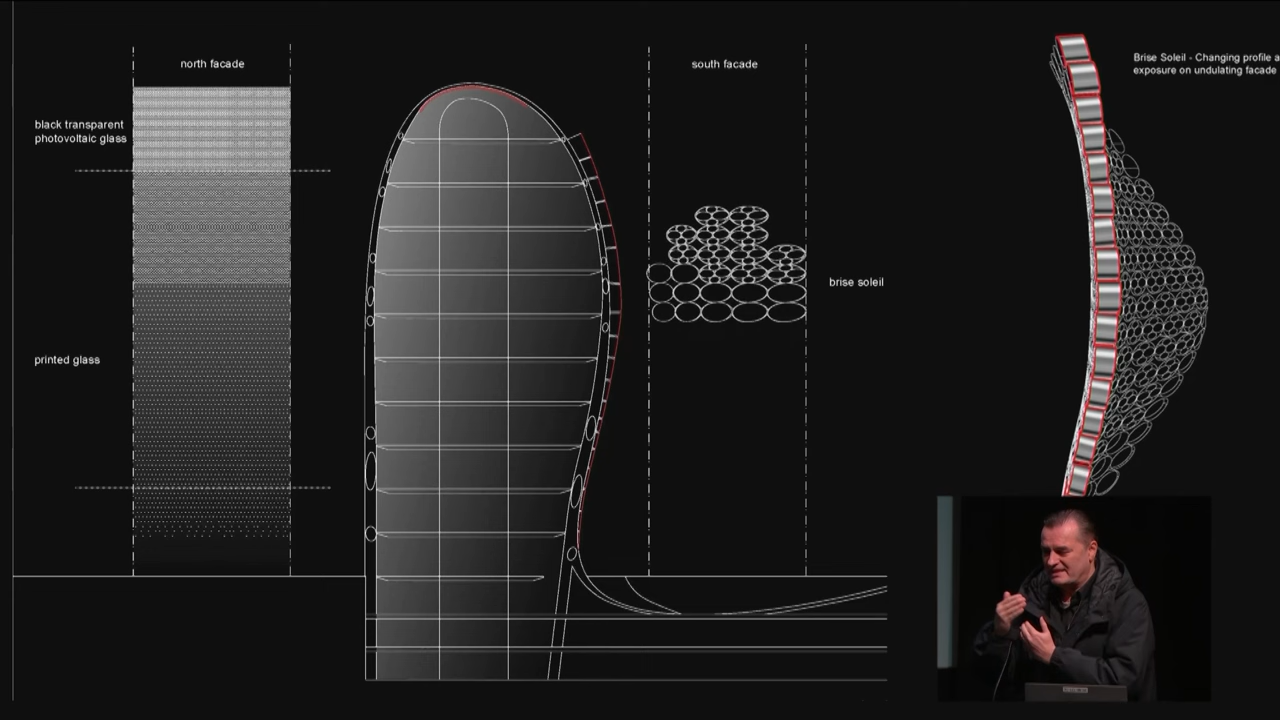 north facade
south facade
Brise Soleil - Changing profile a
exposure on undulating facade
black transparent
photovoltaic glass
brise soleil
printed glass